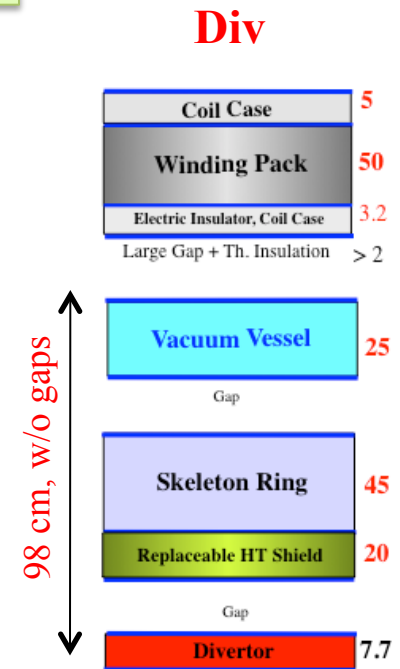 Div
Coil Case 5
Winding Pack 50
Electric Insulator, Coil Case 3.2
Large Gap + Th. Insulation > 2
Vacuum Vessel 25
Gap
98 cm, w/o gaps
Skeleton Ring 45
Replaceable HT Shield 20
Gap
Divertor 7.7